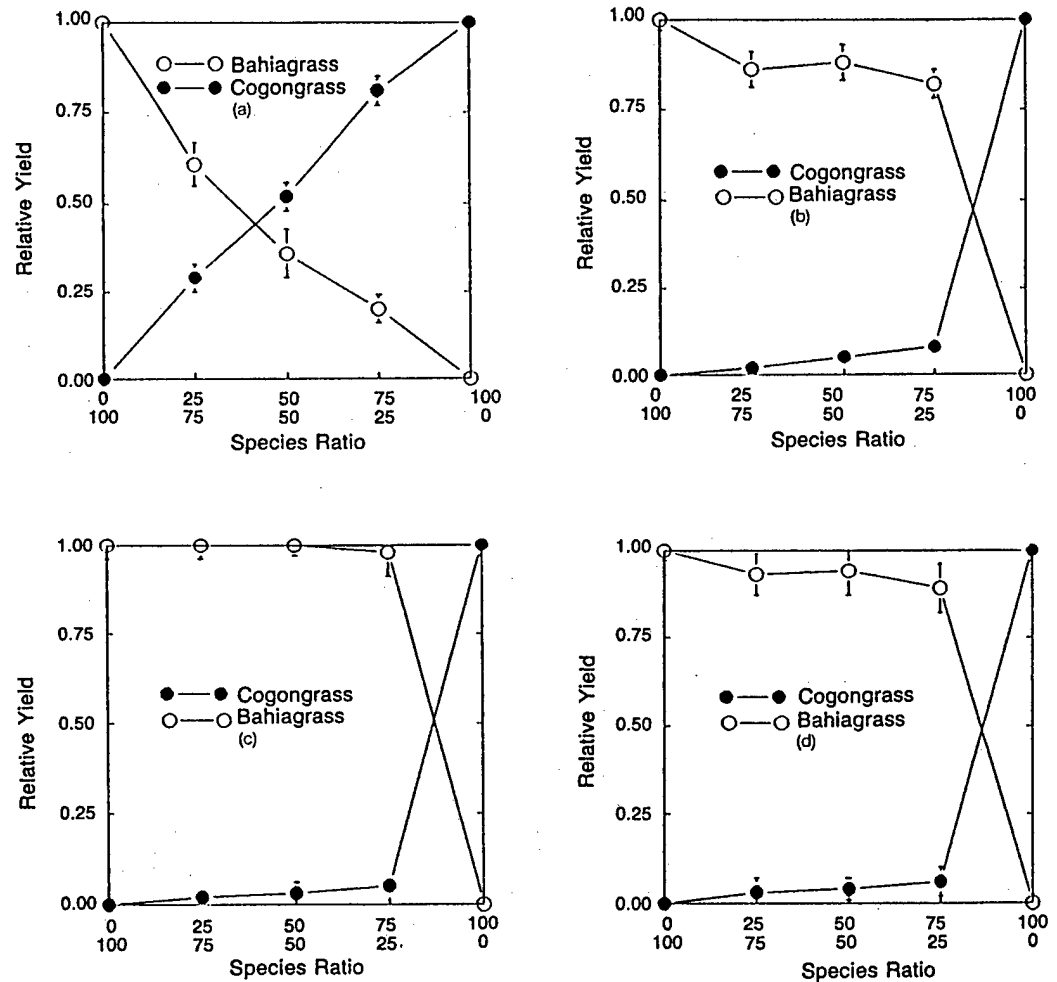 1.00
0.75
0.50
0.25
0.00
Relative Yield
Bahiagrass
Cogongrass
(a)
0 25 50 75 100
100 75 50 25 0
Species Ratio
1.00
0.75
0.50
0.25
0.00
Relative Yield
Cogongrass
Bahiagrass
(b)
0 25 50 75 100
100 75 50 25 0
Species Ratio
1.00
0.75
0.50
0.25
0.00
Relative Yield
Cogongrass
Bahiagrass
(c)
0 25 50 75 100
100 75 50 25 0
Species Ratio
1.00
0.75
0.50
0.25
0.00
Relative Yield
Cogongrass
Bahiagrass
(d)
0 25 50 75 100
100 75 50 25 0
Species Ratio